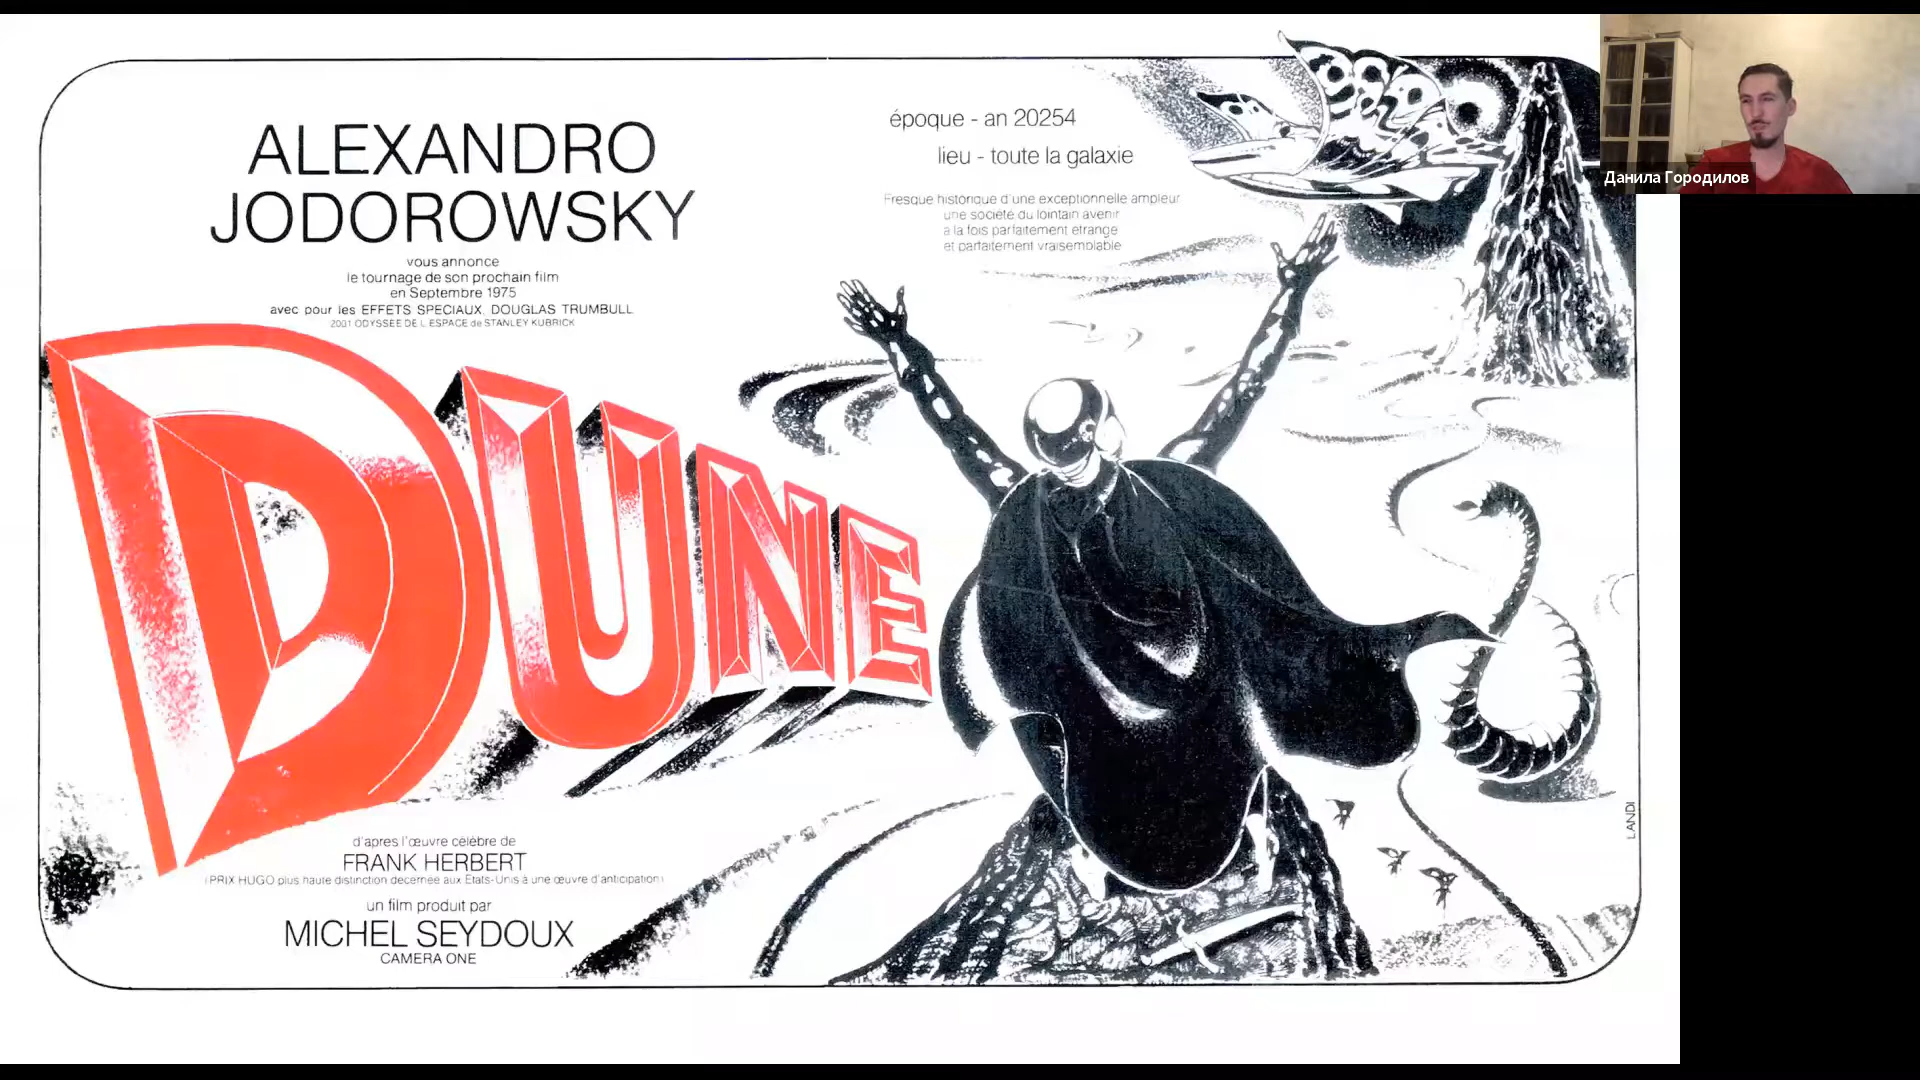 ALEXANDRO
JODOROWSKY
vous annonce
le tournage de son prochain film
en Septembre 1975
avec pour les EFFETS SPECIAUX. DOUGLAS TRUMBULL
2001 ODYSSEE DE L ESPACE de STANLEY KUBRICK
époque - an 20254
lieu - toute la galaxie
Fresque historique d'une exceptionnelle ampleur
une société du lointain avenir
a la fois parfaitement etrange
et parfaitement vraisemblable
Данила Городилов
DUNE
d'apres l'œuvre célèbre de
FRANK HERBERT
(PRIX HUGO plus haute distinction decernee aux Etats-Unis à une œuvre d'anticipation)
un film produit par
MICHEL SEYDOUX
CAMERA ONE
LANDI